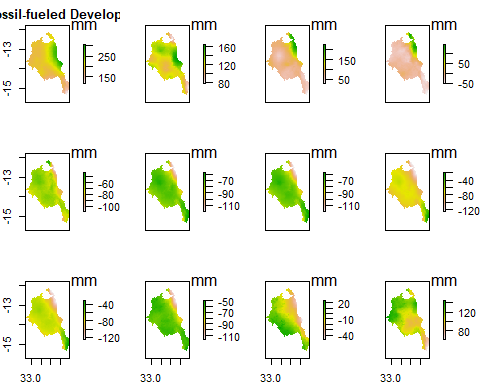 ossil-fueled Develop
mm mm mm mm
-13 -15
250 150
160 120 80
150 50
50 -50
mm mm mm mm
-13 -15
-60 -80 -100
-70 -90 -110
-70 -90 -110
-40 -80 -120
mm mm mm mm
-13 -15
-40 -80 -120
-50 -70 -90 -110
20 -10 -40
120 80
33.0 33.0 33.0 33.0